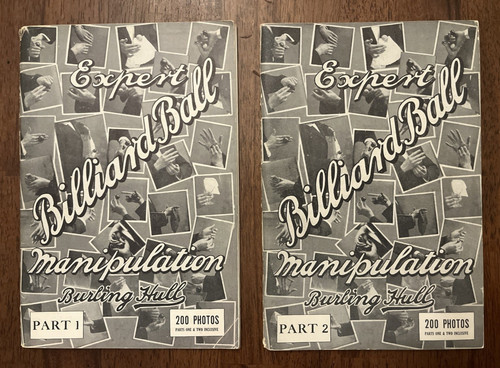 Expert
Billiard Ball
Manipulation
Burling Hull
PART 1
200 PHOTOS
PARTS ONE & TWO INCLUSIVE
Expert
Billiard Ball
Manipulation
Burling Hull
PART 2
200 PHOTOS
PARTS ONE & TWO INCLUSIVE